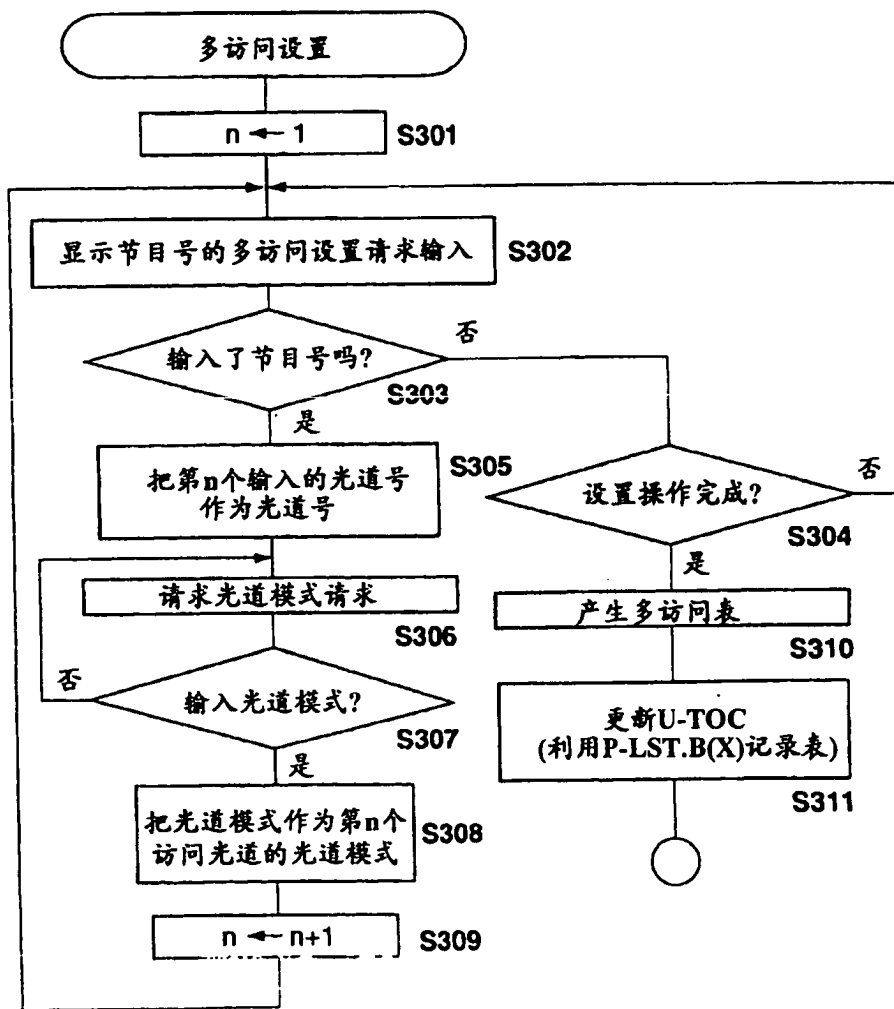 多访问设置
n ← 1
S301
显示节目号的多访问设置请求输入
S302
否
输入了节目号吗?
S303
是
把第n个输入的光道号
作为光道号
S305
否
设置操作完成?
S304
是
请求光道模式请求
S306
产生多访问表
S310
否
输入光道模式?
S307
更新U-TOC
(利用P-LST.B(X)记录表)
S311
是
把光道模式作为第n个
访问光道的光道模式
S308
n ← n+1
S309